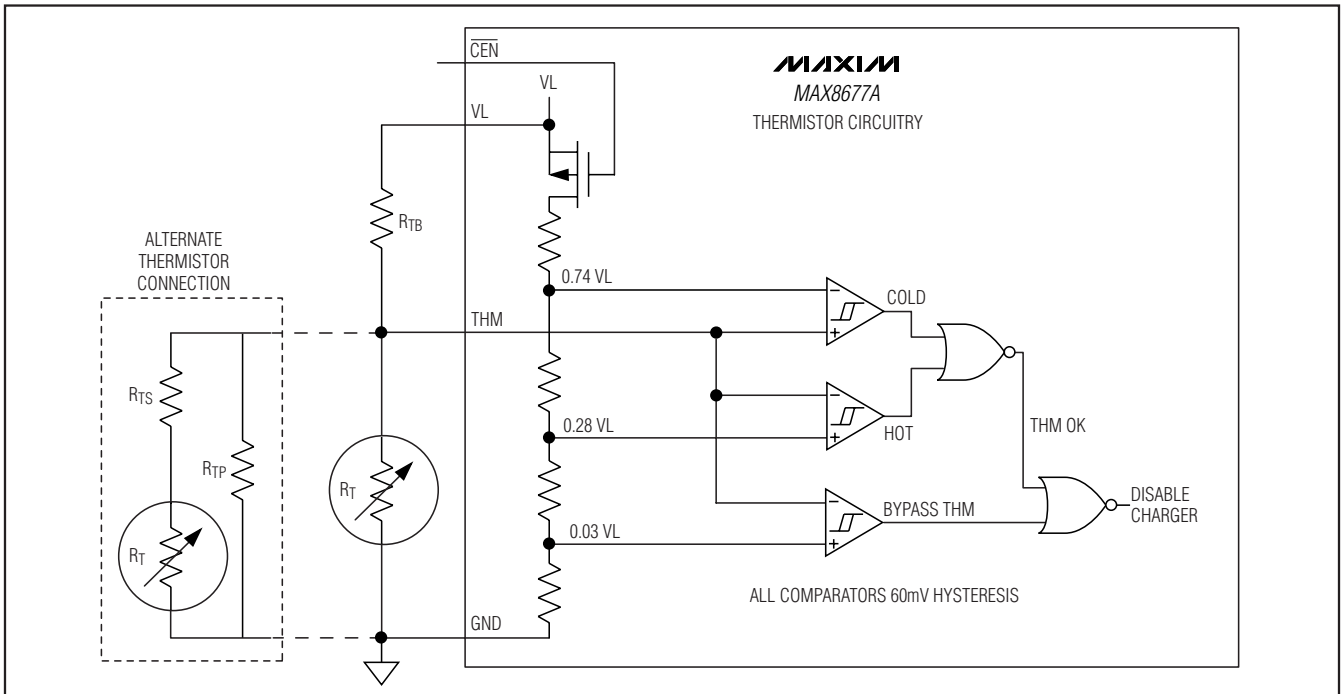 CEN
MAXIM
MAX8677A
THERMISTOR CIRCUITRY
VL
VL
RTB
ALTERNATE
THERMISTOR
CONNECTION
0.74 VL
COLD
THM
RTS
0.28 VL
HOT
THM OK
RTP
RT
BYPASS THM
DISABLE
CHARGER
0.03 VL
RT
ALL COMPARATORS 60mV HYSTERESIS
GND